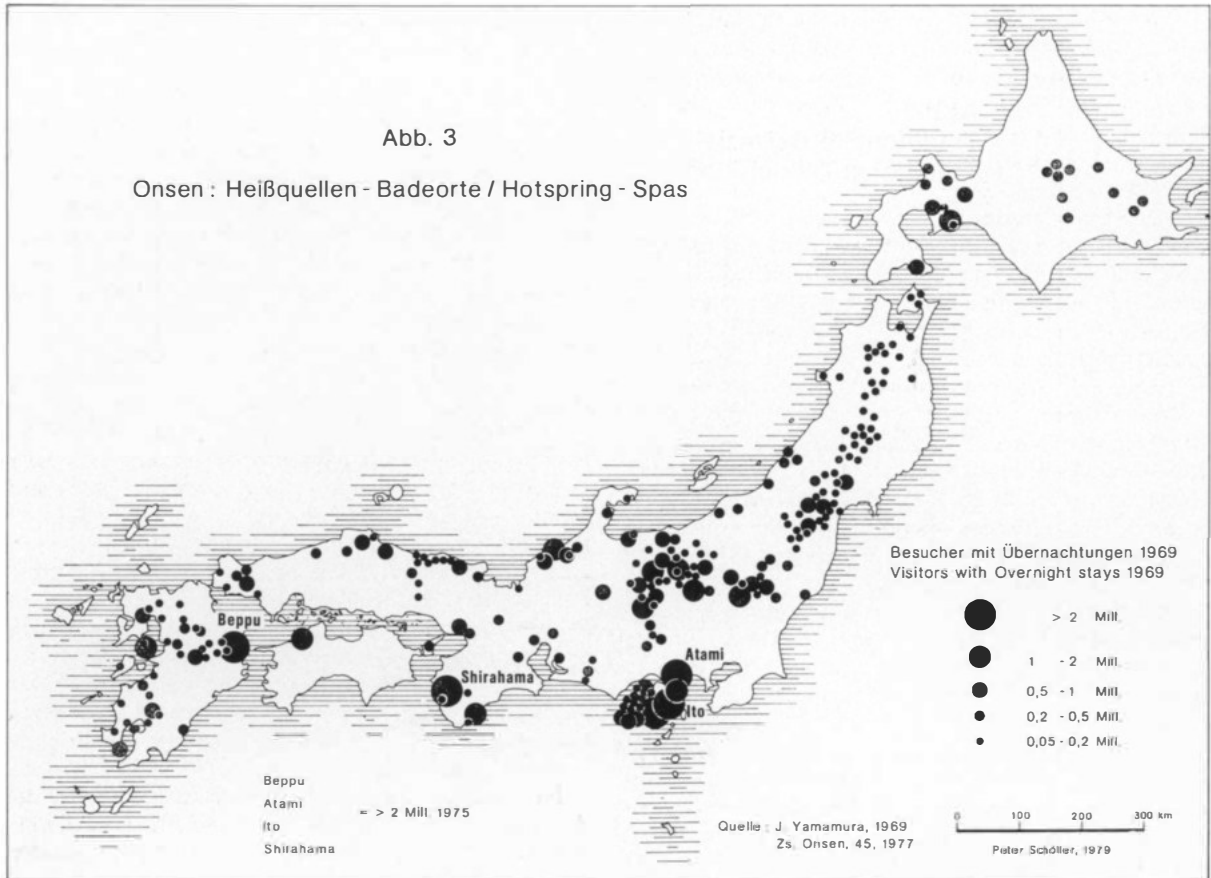 Abb. 3
Onsen: Heißquellen - Badeorte / Hotspring - Spas
Besucher mit Übernachtungen 1969
Visitors with Overnight stays 1969
> 2 Mill.
1 - 2 Mill.
0,5 - 1 Mill.
0,2 - 0,5 Mill.
0,05 - 0,2 Mill.
Beppu
Shirahama
Atami
Ito
Beppu
Atami
Ito
Shirahama
= > 2 Mill. 1975
Quelle: J. Yamamura, 1969
Zs. Onsen, 45, 1977
0 100 200 300 km
Peter Schöller, 1979